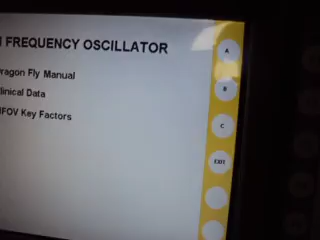 FREQUENCY OSCILLATOR
A
ragon Fly Manual
B
linical Data
IFOV Key Factors
C
EXIT